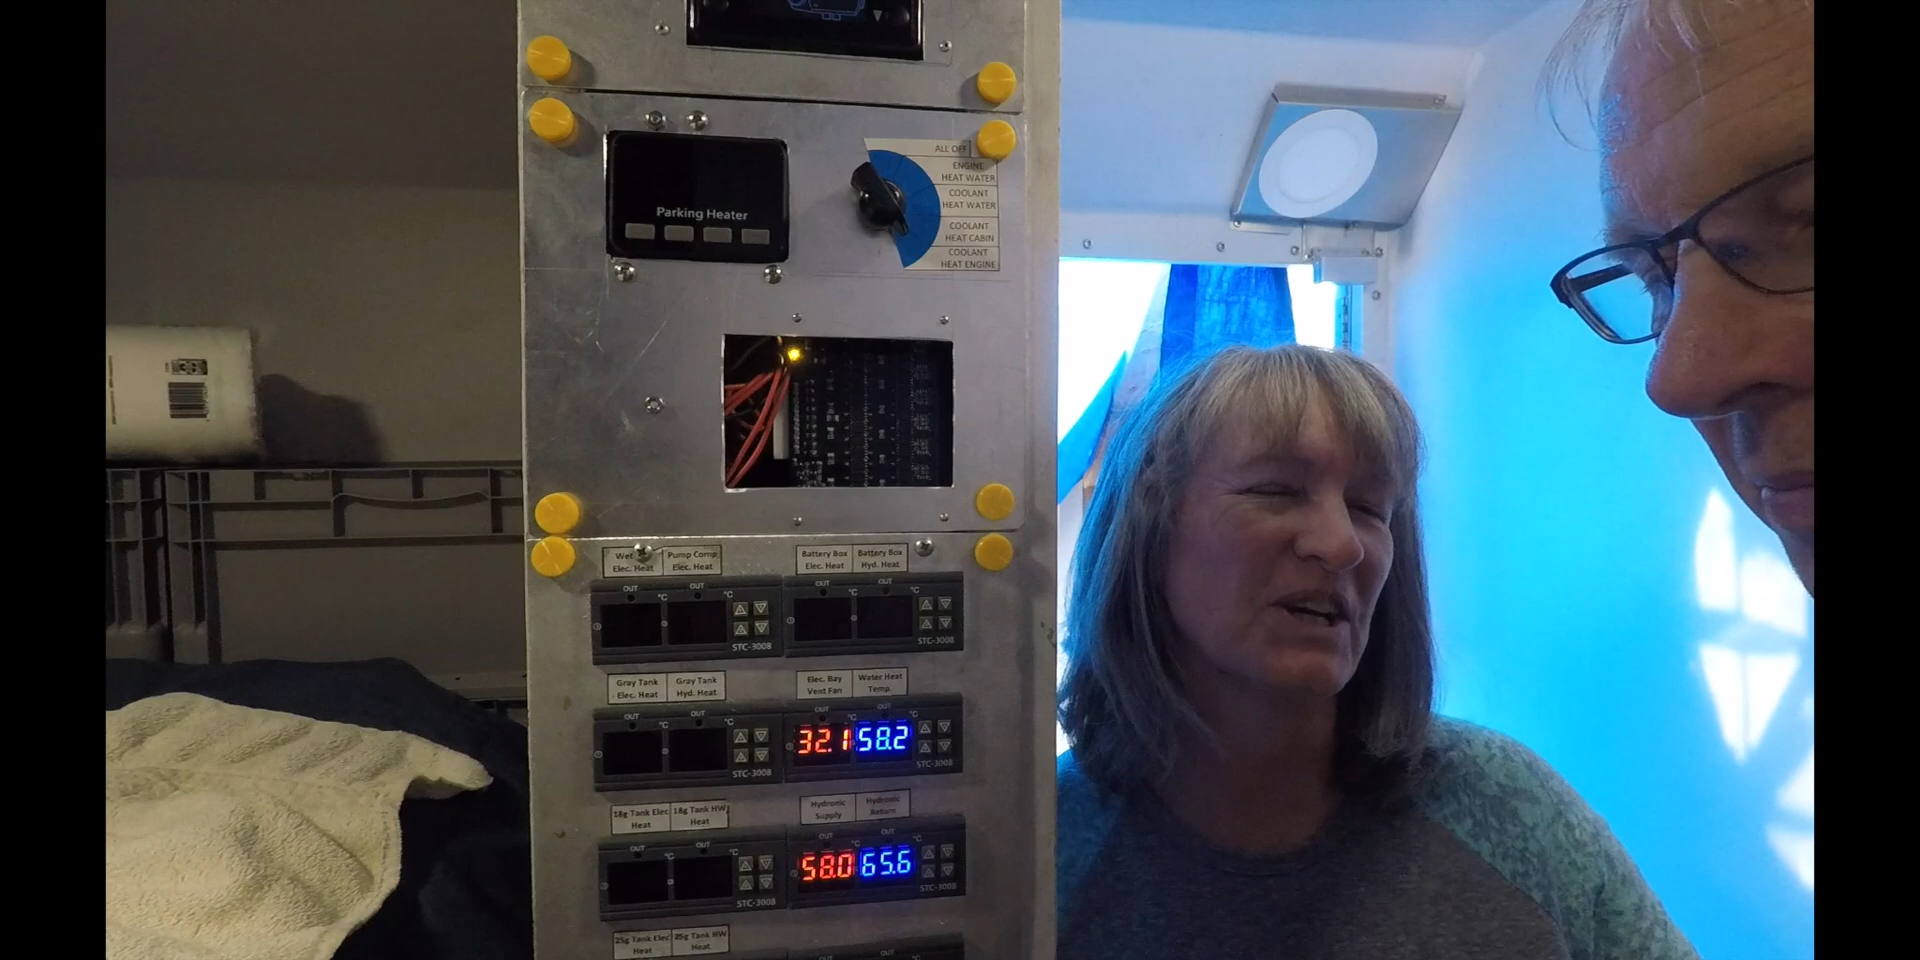 ALL OFF
ENGINE
HEAT WATER
COOLANT
HEAT WATER
COOLANT
HEAT CABIN
COOLANT
HEAT ENGINE
Parking Heater
Wet
Elec. Heat
Pump Comp
Elec. Heat
Battery Box
Elec. Heat
Battery Box
Hyd. Heat
OUT
OUT
°C
STC-3008
OUT
OUT
°C
STC-3008
Gray Tank
Elec. Heat
Gray Tank
Hyd. Heat
Elec. Bay
Vent Fan
Water Heat
Temp.
OUT
OUT
°C
STC-3008
OUT
OUT
°C
32.1
58.2
STC-3008
18g Tank Elec
Heat
18g Tank HW
Heat
Hydronic
Supply
Hydronic
Return
OUT
OUT
°C
STC-3008
OUT
OUT
°C
58.0
65.6
STC-3008
25g Tank Elec
Heat
25g Tank HW
Heat
OUT
OUT
°C